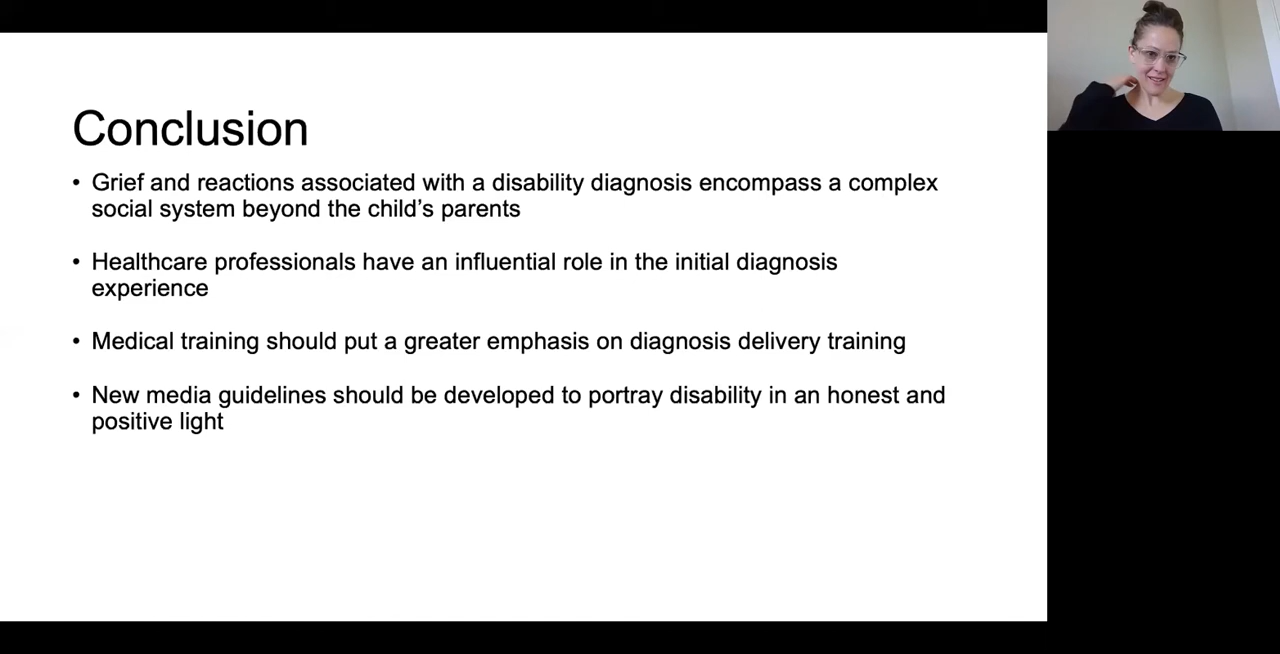 Conclusion
• Grief and reactions associated with a disability diagnosis encompass a complex
social system beyond the child’s parents
• Healthcare professionals have an influential role in the initial diagnosis
experience
• Medical training should put a greater emphasis on diagnosis delivery training
• New media guidelines should be developed to portray disability in an honest and
positive light